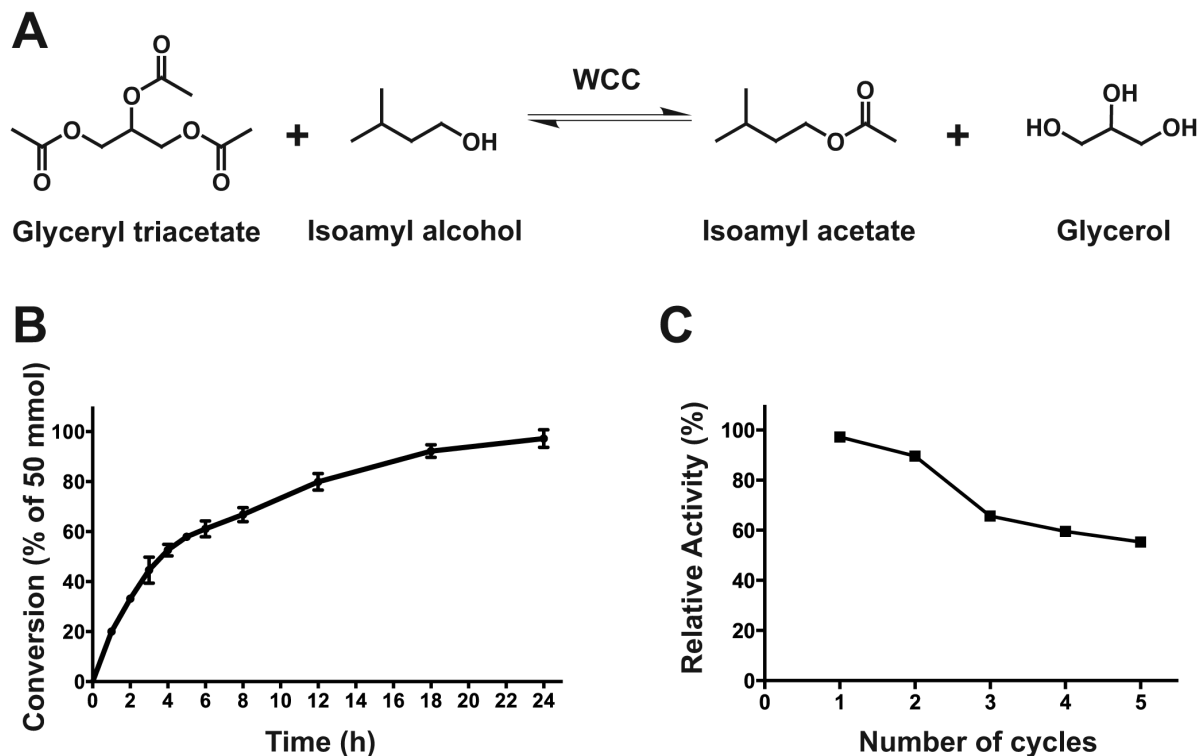 A
O
O
O
O
O
O
+
OH
WCC
O
O
+
OH
HO
OH
Glyceryl triacetate
Isoamyl alcohol
Isoamyl acetate
Glycerol
B
Conversion (% of 50 mmol)
100
80
60
40
20
0
0 2 4 6 8 10 12 14 16 18 20 22 24
Time (h)
C
Relative Activity (%)
100
80
60
40
20
0
0 1 2 3 4 5
Number of cycles